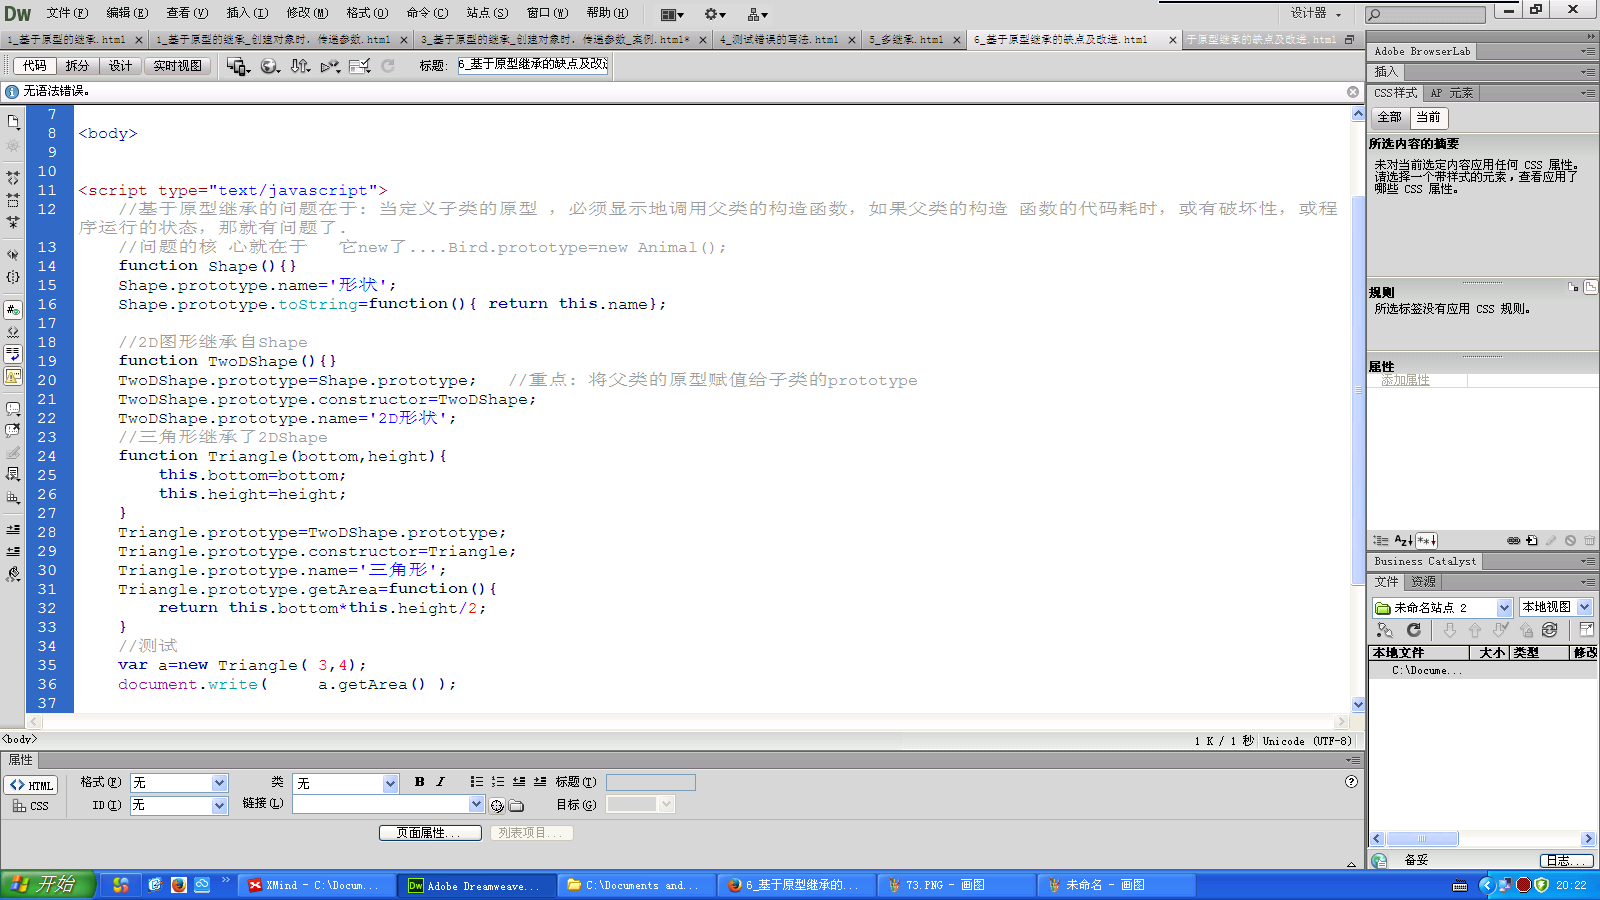 Dw 文件(F) 编辑(E) 查看(V) 插入(I) 修改(M) 格式(O) 命令(C) 站点(S) 窗口(W) 帮助(H) 设计器
1_基于原型的继承.html 1_基于原型的继承_创建对象时，传递参数.html 3_基于原型的继承_创建对象时，传递参数_案例.html* 4_测试错误的写法.html 5_多继承.html 6_基于原型继承的缺点及改进.html 于原型继承的缺点及改进.html
代码 拆分 设计 实时视图 标题: 6_基于原型继承的缺点及改进
无语法错误。
7
8 <body>
9
10
11 <script type="text/javascript">
12 //基于原型继承的问题在于: 当定义子类的原型 ，必须显示地调用父类的构造函数，如果父类的构造 函数的代码耗时，或有破坏性，或程
序运行的状态，那就有问题了.
13 //问题的核 心就在于 它new了....Bird.prototype=new Animal();
14 function Shape(){}
15 Shape.prototype.name='形状';
16 Shape.prototype.toString=function(){ return this.name};
17
18 //2D图形继承自Shape
19 function TwoDShape(){}
20 TwoDShape.prototype=Shape.prototype; //重点: 将父类的原型赋值给子类的prototype
21 TwoDShape.prototype.constructor=TwoDShape;
22 TwoDShape.prototype.name='2D形状';
23 //三角形继承了2DShape
24 function Triangle(bottom,height){
25 this.bottom=bottom;
26 this.height=height;
27 }
28 Triangle.prototype=TwoDShape.prototype;
29 Triangle.prototype.constructor=Triangle;
30 Triangle.prototype.name='三角形';
31 Triangle.prototype.getArea=function(){
32 return this.bottom*this.height/2;
33 }
34 //测试
35 var a=new Triangle( 3,4);
36 document.write( a.getArea() );
37
<body> 1 K / 1 秒 Unicode (UTF-8)
属性
HTML 格式(F) 无 类 无 B I 标题(T)
CSS ID(I) 无 链接(L) 目标(G)
页面属性... 列表项目...
Adobe BrowserLab
插入
CSS样式 AP 元素
全部 当前
所选内容的摘要
未对当前选定内容应用任何 CSS 属性。
请选择一个带样式的元素，查看应用了
哪些 CSS 属性。
规则
所选标签没有应用 CSS 规则。
属性
添加属性
Business Catalyst
文件 资源
未命名站点 2 本地视图
本地文件 大小 类型 修改
C:\Docume...
备妥 日志...
开始 XMind - C:\Docum... Adobe Dreamweave... C:\Documents and... 6_基于原型继承的... 73.PNG - 画图 未命名 - 画图 20:22